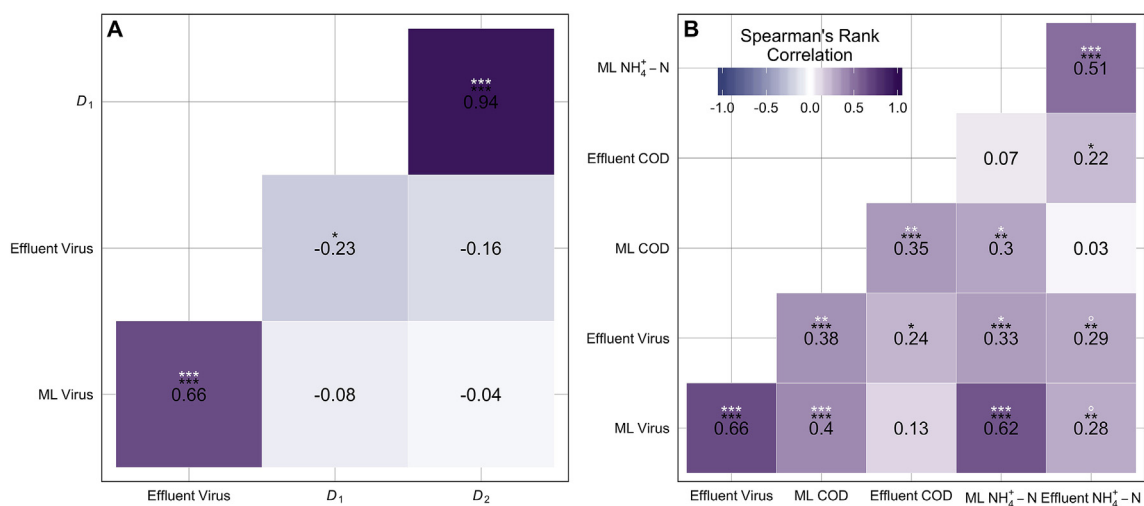 A
D₁
***
***
0.94
Effluent Virus
*
-0.23
-0.16
ML Virus
***
***
0.66
-0.08
-0.04
Effluent Virus
D₁
D₂
B
Spearman's Rank
Correlation
-1.0 -0.5 0.0 0.5 1.0
ML NH₄⁺ – N
***
***
0.51
Effluent COD
0.07
*
0.22
ML COD
**
***
0.35
*
**
0.3
0.03
Effluent Virus
**
***
0.38
*
0.24
*
***
0.33
°
**
0.29
ML Virus
***
***
0.66
***
***
0.4
0.13
***
***
0.62
°
**
0.28
Effluent Virus
ML COD
Effluent COD
ML NH₄⁺ – N
Effluent NH₄⁺ – N